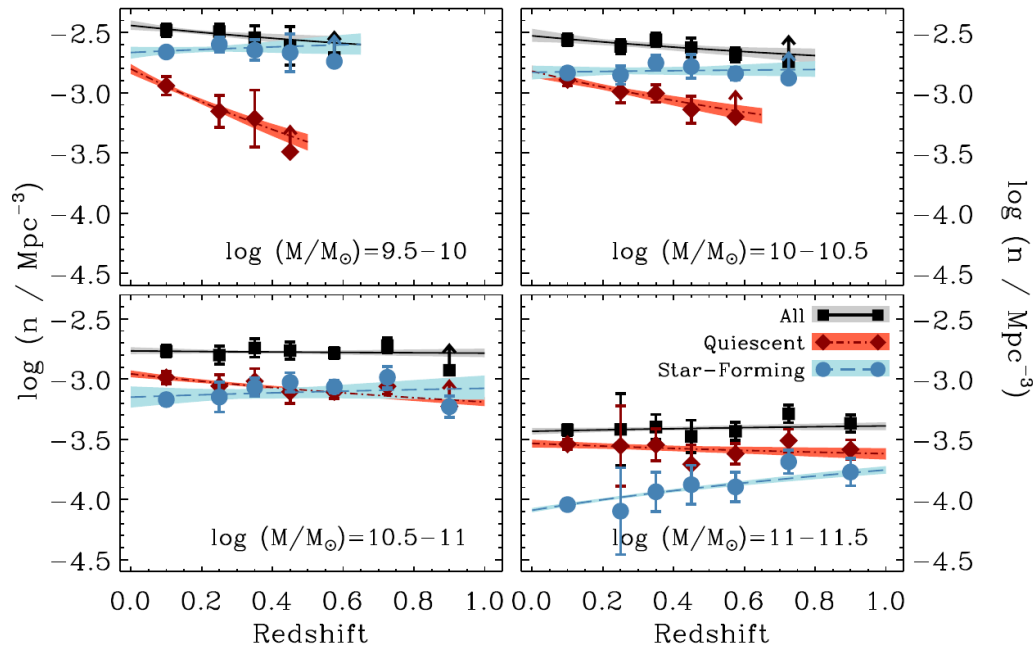 log (n / Mpc⁻³)
−2.5
−3.0
−3.5
−4.0
−4.5
log (M/M⊙)=9.5−10
log (M/M⊙)=10−10.5
−2.5
−3.0
−3.5
−4.0
−4.5
log (n / Mpc⁻³)
−2.5
−3.0
−3.5
−4.0
−4.5
log (M/M⊙)=10.5−11
All
Quiescent
Star−Forming
log (M/M⊙)=11−11.5
−2.5
−3.0
−3.5
−4.0
−4.5
0.0 0.2 0.4 0.6 0.8 1.0
Redshift
0.0 0.2 0.4 0.6 0.8 1.0
Redshift